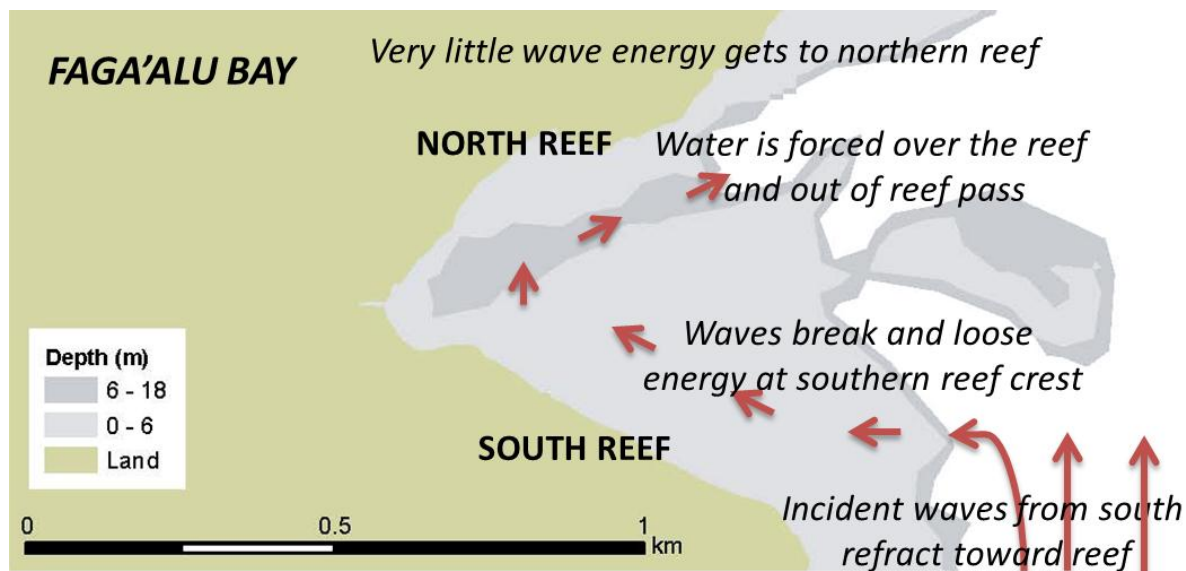 FAGA'ALU BAY
Very little wave energy gets to northern reef
NORTH REEF
Water is forced over the reef
and out of reef pass
Waves break and loose
energy at southern reef crest
SOUTH REEF
Incident waves from south
refract toward reef
Depth (m)
6 - 18
0 - 6
Land
0 0.5 1
km